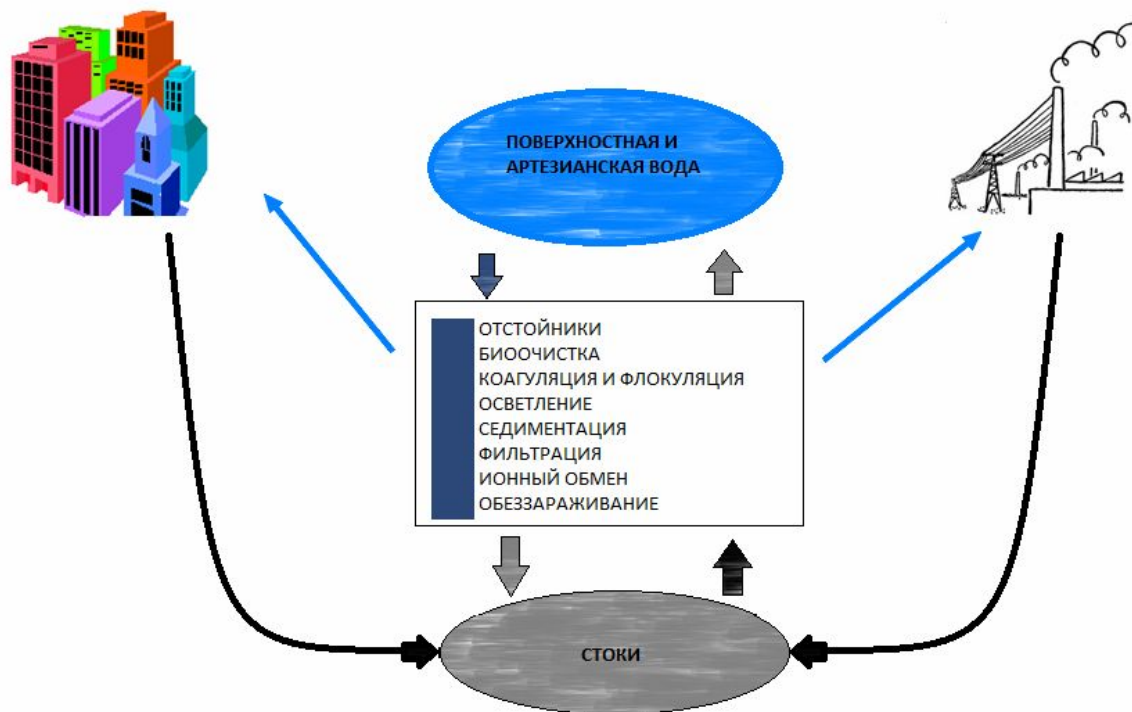 ПОВЕРХНОСТНАЯ И
АРТЕЗИАНСКАЯ ВОДА
ОТСТОЙНИКИ
БИООЧИСТКА
КОАГУЛЯЦИЯ И ФЛОКУЛЯЦИЯ
ОСВЕТЛЕНИЕ
СЕДИМЕНТАЦИЯ
ФИЛЬТРАЦИЯ
ИОННЫЙ ОБМЕН
ОБЕЗЗАРАЖИВАНИЕ
СТОКИ